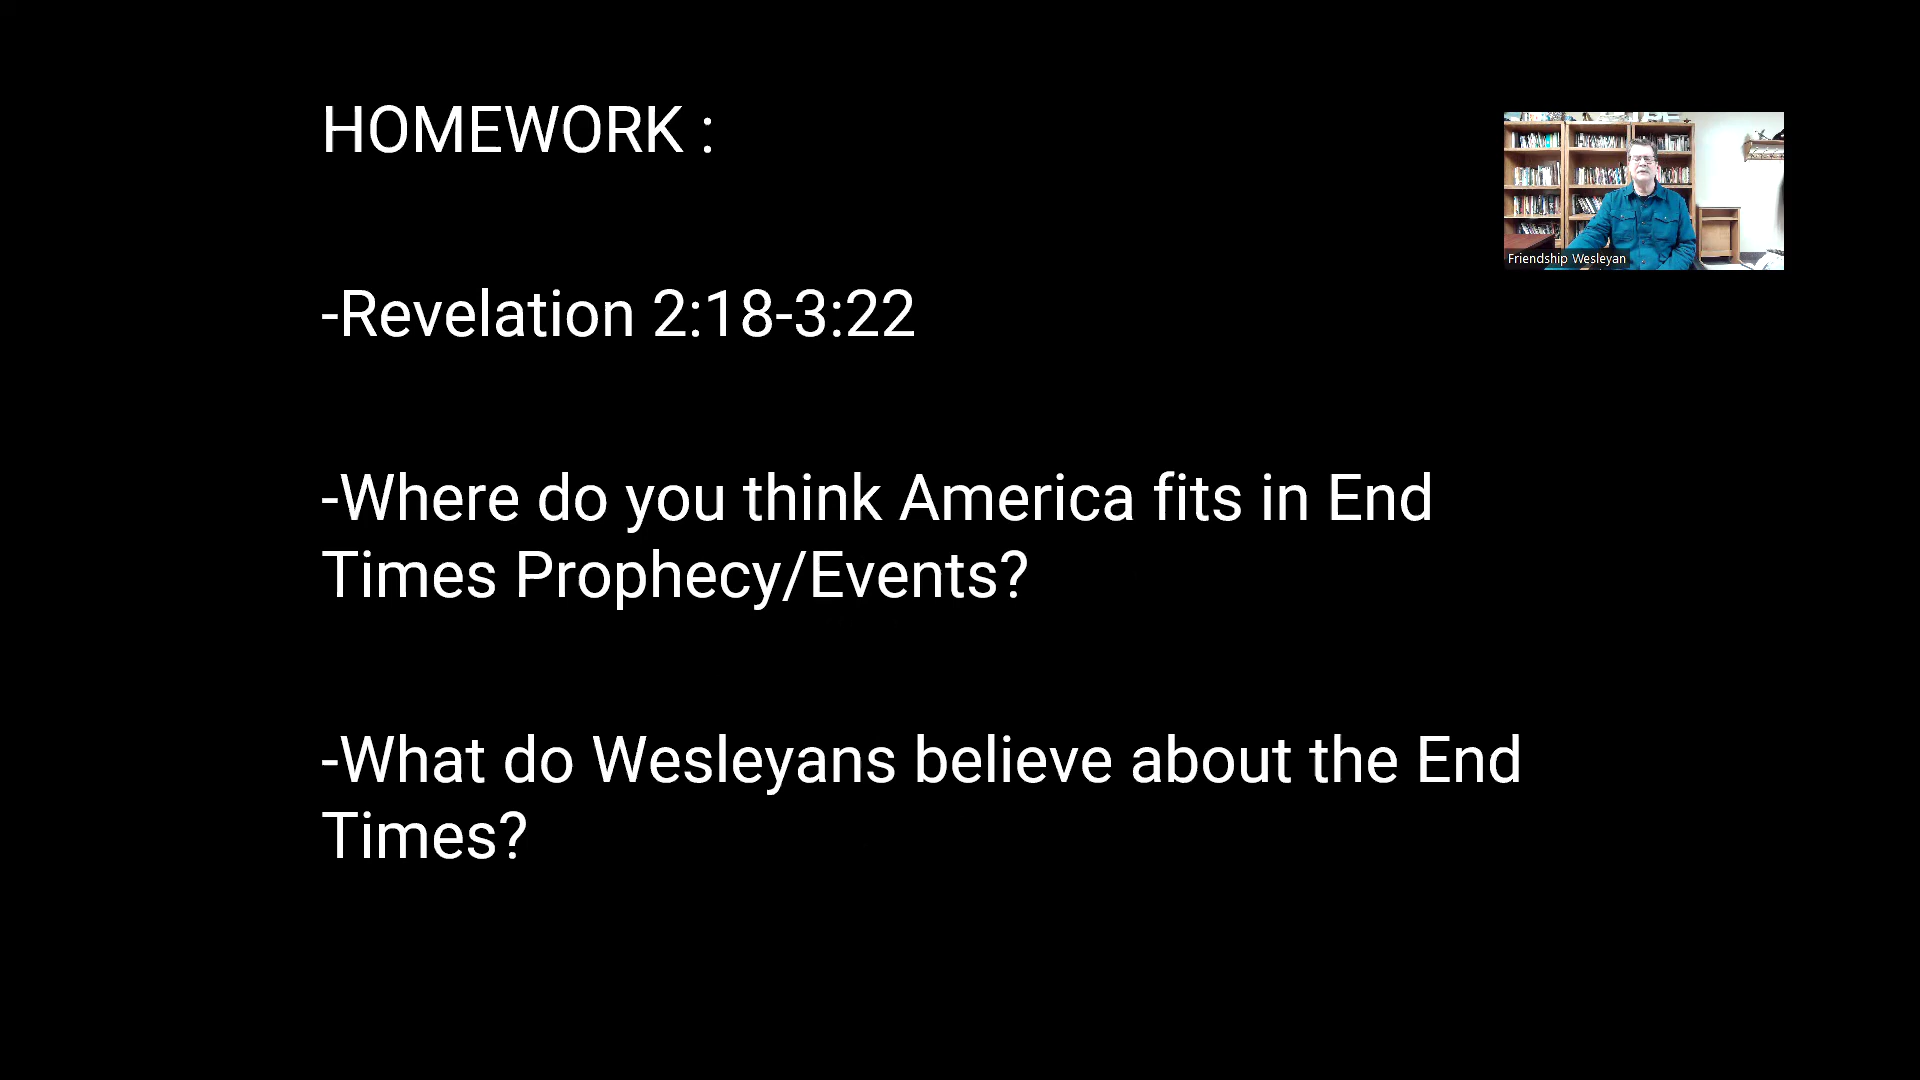 HOMEWORK :
-Revelation 2:18-3:22
-Where do you think America fits in End
Times Prophecy/Events?
-What do Wesleyans believe about the End
Times?
Friendship Wesleyan